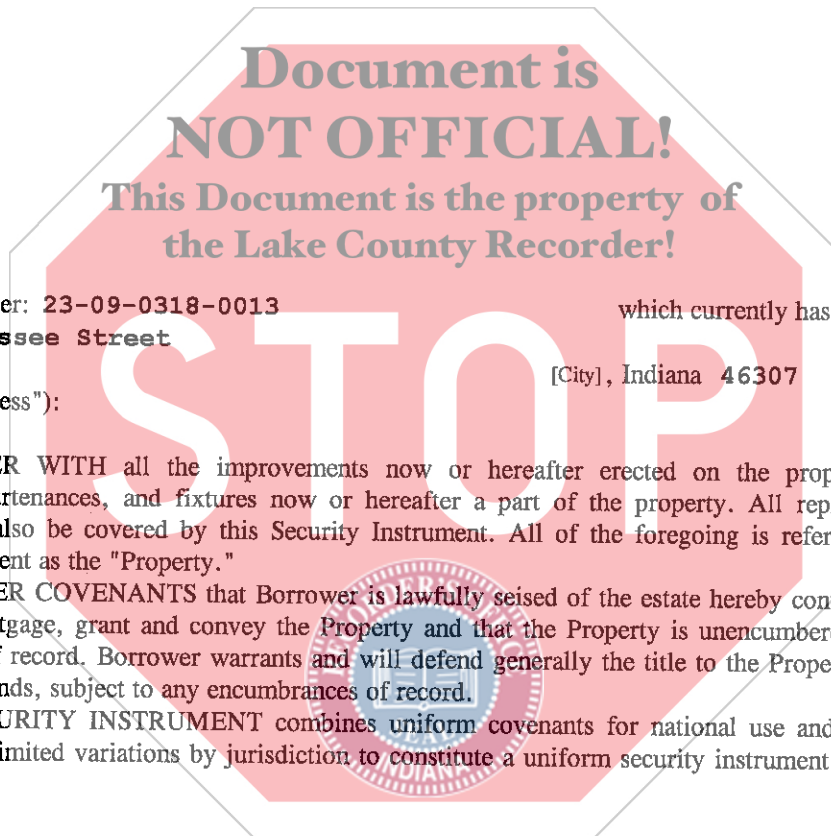 Document is
NOT OFFICIAL!
This Document is the property of
the Lake County Recorder!
er: 23-09-0318-0013 which currently has
ssee Street
[City], Indiana 46307
ess"):
STOP
ER WITH all the improvements now or hereafter erected on the prop
rtenances, and fixtures now or hereafter a part of the property. All rep
also be covered by this Security Instrument. All of the foregoing is refer
ent as the "Property."
ER COVENANTS that Borrower is lawfully seised of the estate hereby con
tgage, grant and convey the Property and that the Property is unencumber
f record. Borrower warrants and will defend generally the title to the Prope
nds, subject to any encumbrances of record.
URITY INSTRUMENT combines uniform covenants for national use and
imited variations by jurisdiction to constitute a uniform security instrument
SEAL
INDIANA